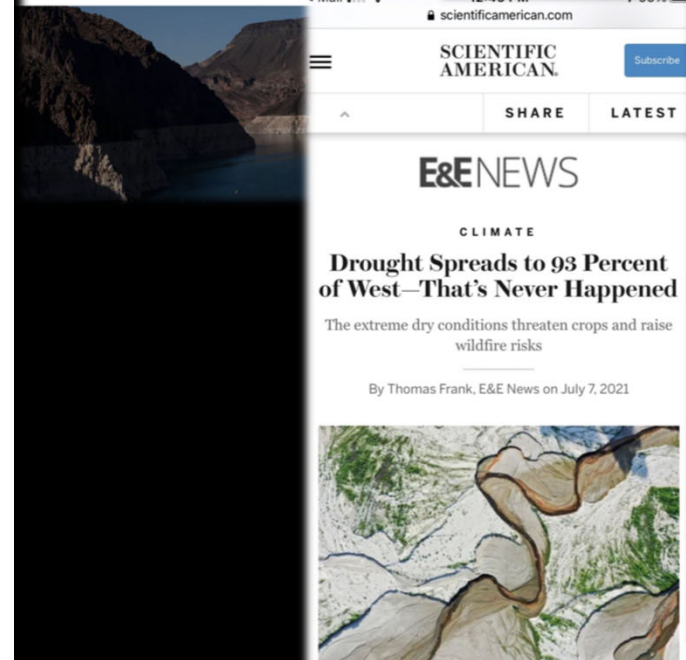 scientificamerican.com
SCIENTIFIC
AMERICAN.
Subscribe
SHARE
LATEST
E&E NEWS
CLIMATE
Drought Spreads to 93 Percent
of West—That's Never Happened
The extreme dry conditions threaten crops and raise
wildfire risks
By Thomas Frank, E&E News on July 7, 2021